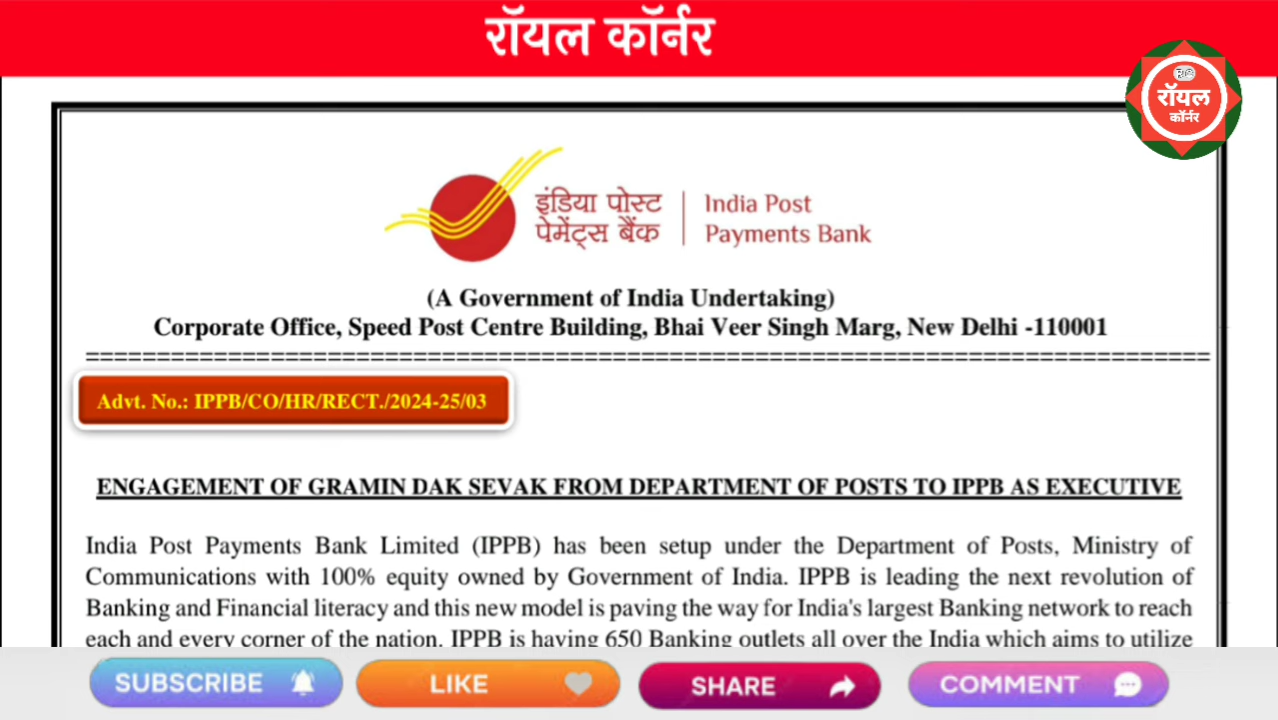 रॉयल कॉर्नर
रॉयल
कॉर्नर
इंडिया पोस्ट
पेमेंट्स बैंक
India Post
Payments Bank
(A Government of India Undertaking)
Corporate Office, Speed Post Centre Building, Bhai Veer Singh Marg, New Delhi -110001
Advt. No.: IPPB/CO/HR/RECT./2024-25/03
ENGAGEMENT OF GRAMIN DAK SEVAK FROM DEPARTMENT OF POSTS TO IPPB AS EXECUTIVE
India Post Payments Bank Limited (IPPB) has been setup under the Department of Posts, Ministry of
Communications with 100% equity owned by Government of India. IPPB is leading the next revolution of
Banking and Financial literacy and this new model is paving the way for India's largest Banking network to reach
each and every corner of the nation. IPPB is having 650 Banking outlets all over the India which aims to utilize
SUBSCRIBE
LIKE
SHARE
COMMENT